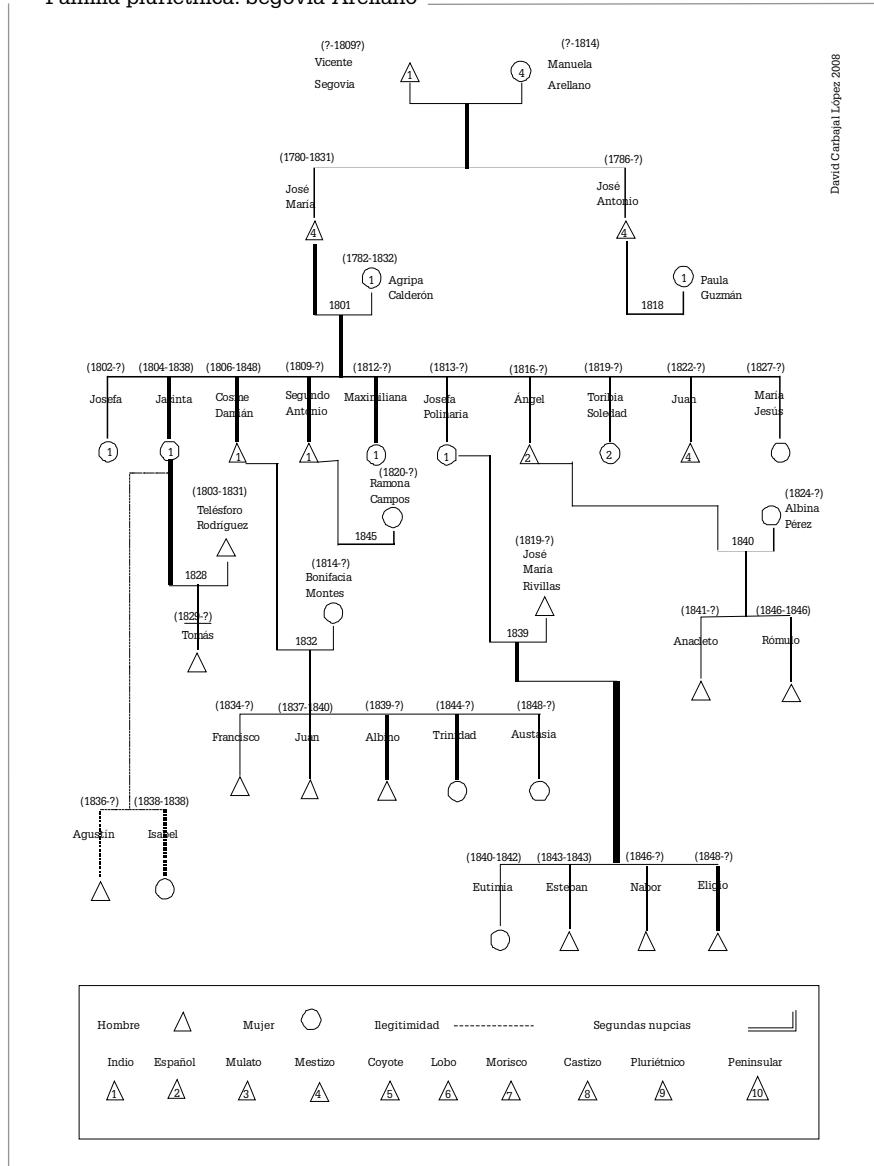 Familia pluriétnica: Segovia Arellano
David Carbajal López 2008
(?-1809?)
Vicente
Segovia
1
(?-1814)
Manuela
Arellano
4
(1780-1831)
José
María
4
(1786-?)
José
Antonio
4
(1782-1832)
1
Agripa
Calderón
1801
1
Paula
Guzmán
1818
(1802-?)
Josefa
1
(1804-1838)
Jacinta
1
(1806-1848)
Cosme
Damián
1
(1809-?)
Segundo
Antonio
1
(1812-?)
Maximiliana
1
(1813-?)
Josefa
Polinaria
1
(1816-?)
Ángel
2
(1819-?)
Toribia
Soledad
2
(1822-?)
Juan
4
(1827-?)
María
Jesús
(1803-1831)
Telésforo
Rodríguez
1828
(1829-?)
Tomás
(1820-?)
Ramona
Campos
1845
(1814-?)
Bonifacia
Montes
1832
(1819-?)
José
María
Rivillas
1839
(1824-?)
Albina
Pérez
1840
(1841-?)
Anacleto
(1846-1846)
Rómulo
(1834-?)
Francisco
(1837-1840)
Juan
(1839-?)
Albino
(1844-?)
Trinidad
(1848-?)
Austasia
(1836-?)
Agustín
(1838-1838)
Isabel
(1840-1842)
Eutimia
(1843-1843)
Esteban
(1846-?)
Nabor
(1848-?)
Eligio
Hombre
Mujer
Ilegitimidad
Segundas nupcias
Indio Español Mulato Mestizo Coyote Lobo Morisco Castizo Pluriétnico Peninsular
1 2 3 4 5 6 7 8 9 10